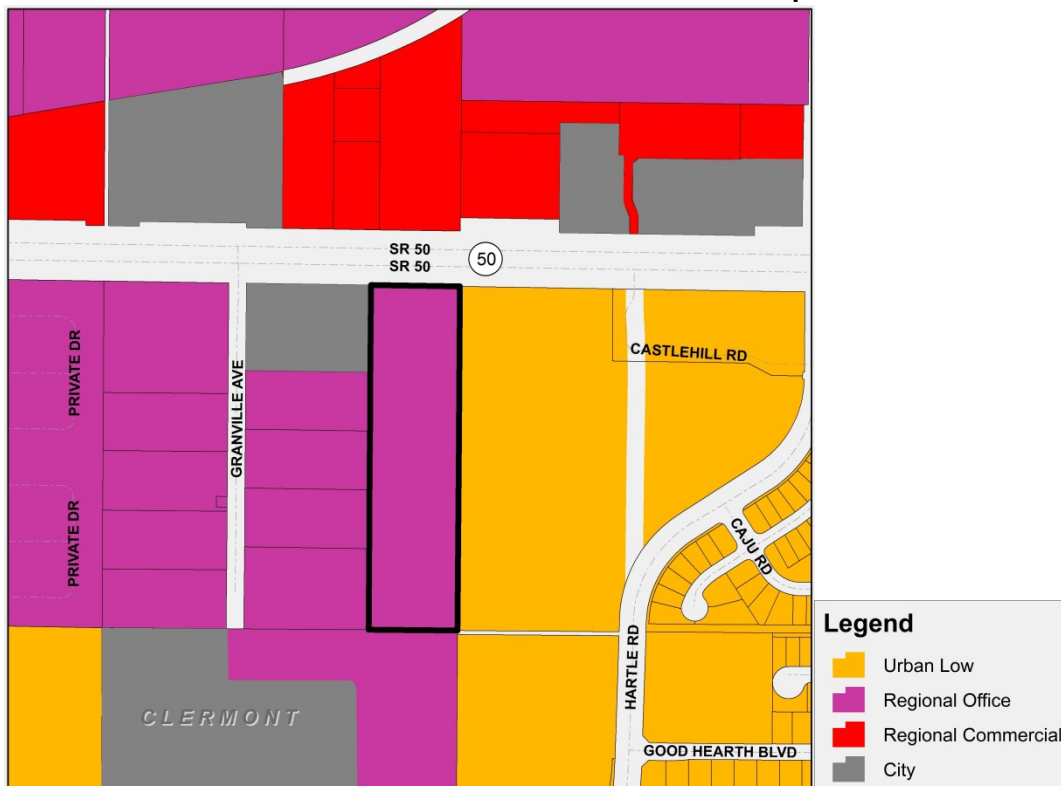 SR 50
SR 50
50
CASTLEHILL RD
PRIVATE DR
GRANVILLE AVE
PRIVATE DR
CAJU RD
HARTLE RD
CLERMONT
GOOD HEARTH BLVD
Legend
Urban Low
Regional Office
Regional Commercial
City